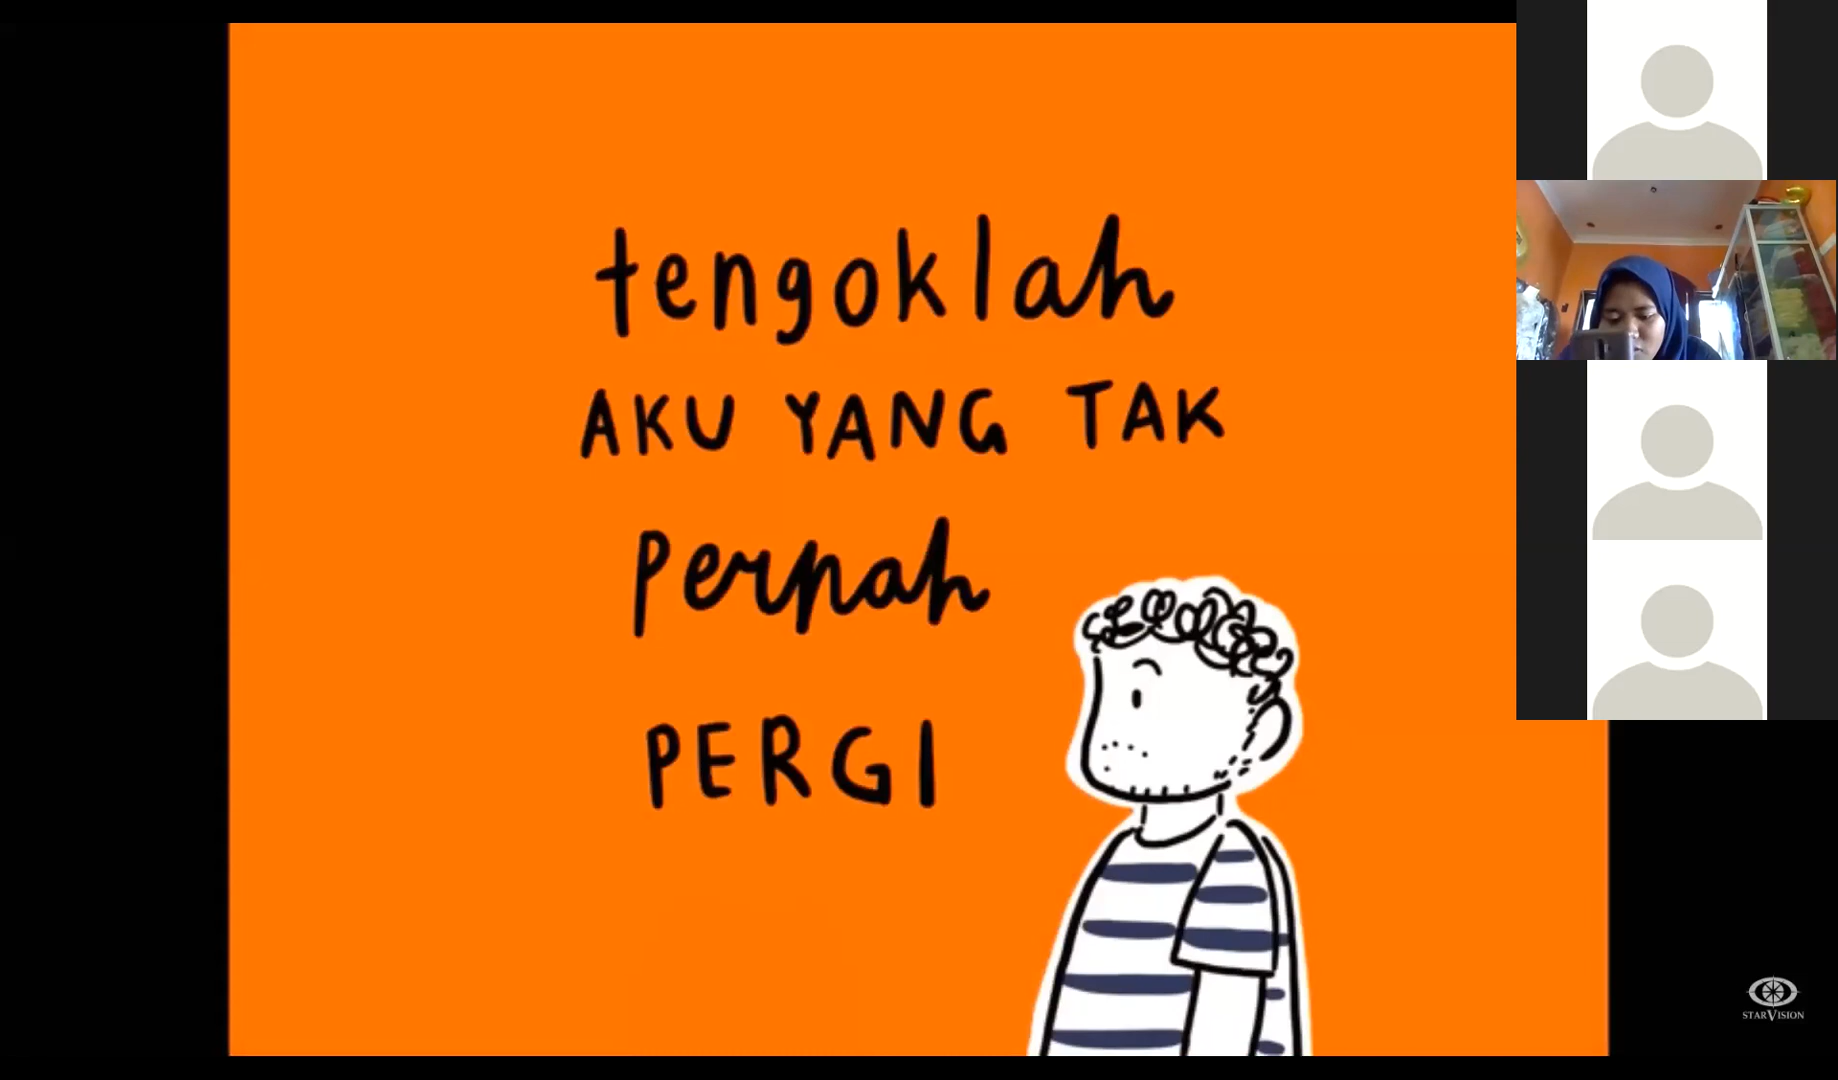 tengoklah
AKU YANG TAK
pernah
PERGI
STARVISION